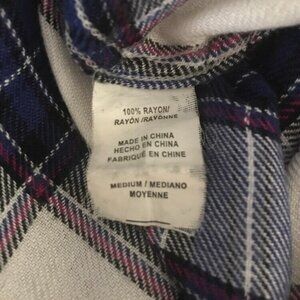 100% RAYON/
RAYÓN /RAYONNE
MADE IN CHINA
HECHO EN CHINA
FABRIQUÉ EN CHINE
MEDIUM / MEDIANO
MOYENNE